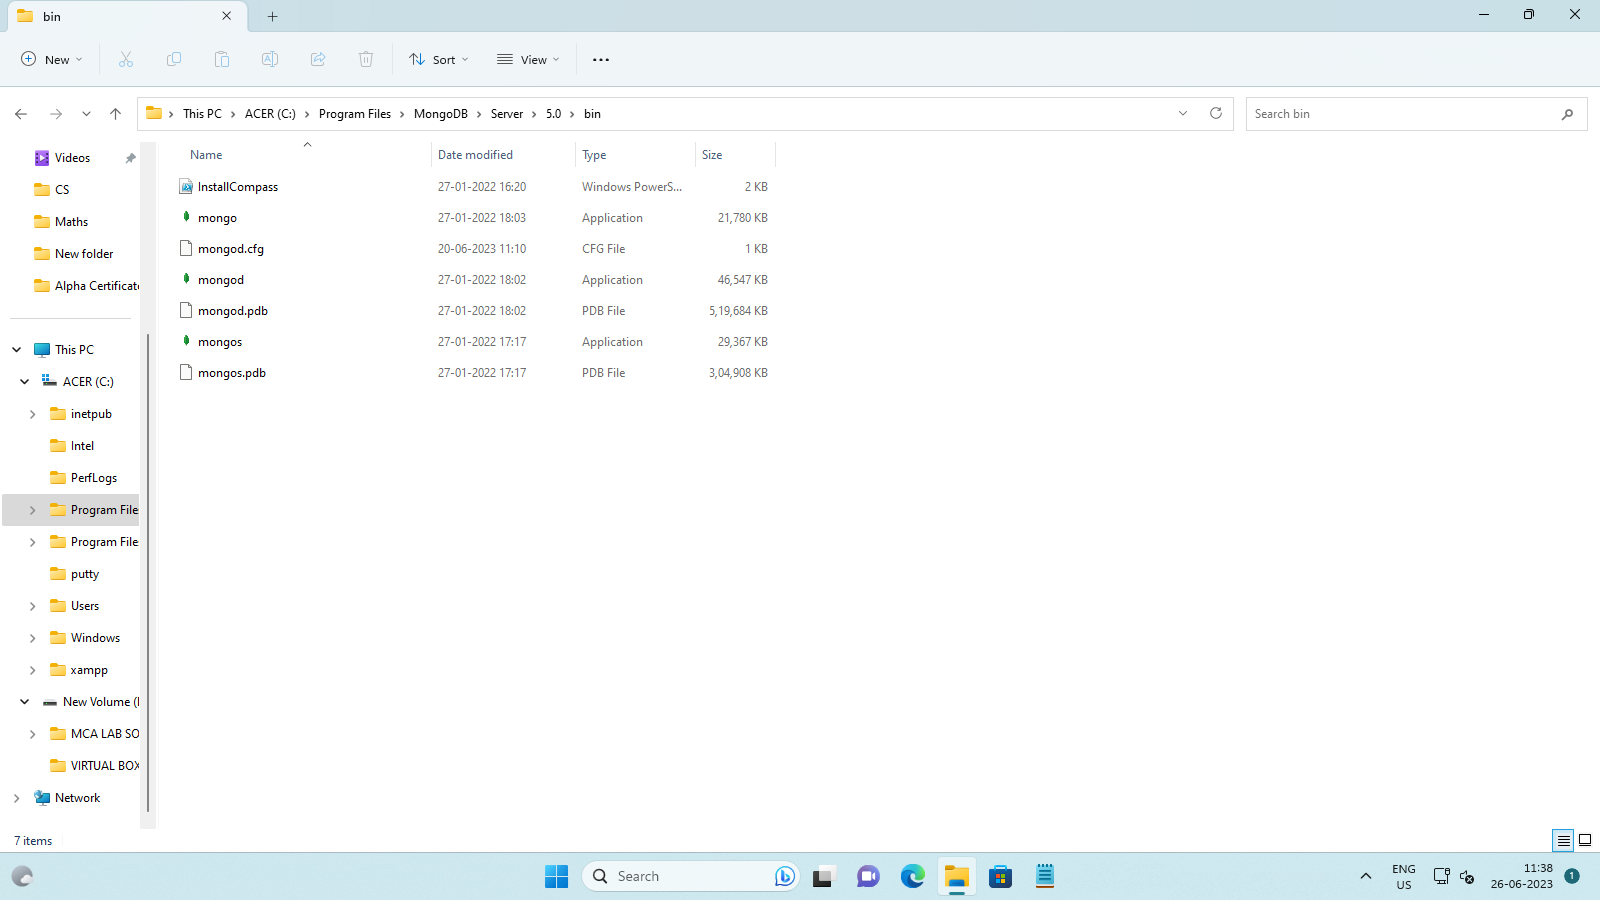 bin
New
Sort
View
This PC
ACER (C:)
Program Files
MongoDB
Server
5.0
bin
Search bin
Videos
CS
Maths
New folder
Alpha Certificat
This PC
ACER (C:)
inetpub
Intel
PerfLogs
Program File
Program File
putty
Users
Windows
xampp
New Volume (
MCA LAB SO
VIRTUAL BOX
Network
Name Date modified Type Size
InstallCompass 27-01-2022 16:20 Windows PowerS... 2 KB
mongo 27-01-2022 18:03 Application 21,780 KB
mongod.cfg 20-06-2023 11:10 CFG File 1 KB
mongod 27-01-2022 18:02 Application 46,547 KB
mongod.pdb 27-01-2022 18:02 PDB File 5,19,684 KB
mongos 27-01-2022 17:17 Application 29,367 KB
mongos.pdb 27-01-2022 17:17 PDB File 3,04,908 KB
7 items
Search
ENG
US
11:38
26-06-2023
1